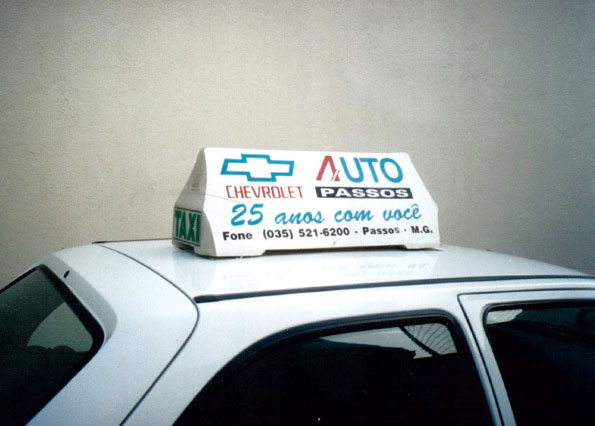 AUTO
CHEVROLET PASSOS
25 anos com você
Fone (035) 521-6200 - Passos - M.G.
TAXI